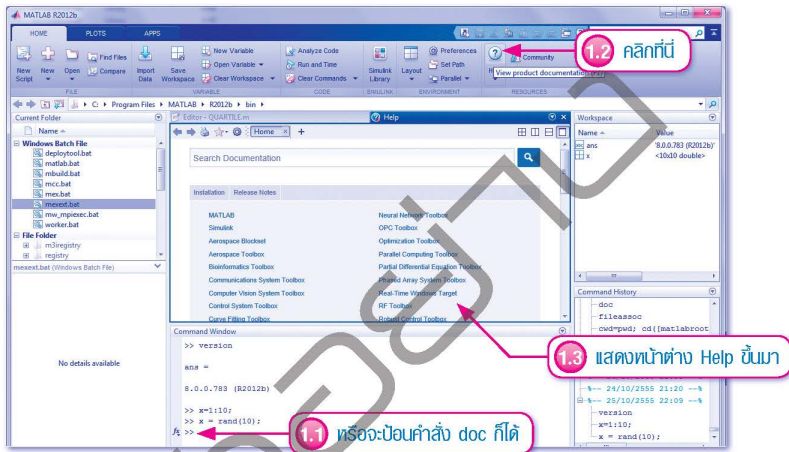 MATLAB R2012b
HOME PLOTS APPS
New Script
New
Open
Find Files
Compare
Import Data
Save Workspace
New Variable
Open Variable
Clear Workspace
Analyze Code
Run and Time
Clear Commands
Simulink Library
Layout
Preferences
Set Path
Parallel
Community
View product documentation (F1)
FILE VARIABLE CODE SIMULINK ENVIRONMENT RESOURCES
1.2 คลิกที่นี่
C: Program Files MATLAB R2012b bin
Current Folder
Name
Windows Batch File
deploytool.bat
matlab.bat
mbuild.bat
mcc.bat
mex.bat
mexext.bat
mw_mpiexec.bat
worker.bat
File Folder
m3iregistry
registry
mexext.bat (Windows Batch File)
No details available
Editor - QUARTILE.m
Help
Home
Search Documentation
Installation Release Notes
MATLAB
Simulink
Aerospace Blockset
Aerospace Toolbox
Bioinformatics Toolbox
Communications System Toolbox
Computer Vision System Toolbox
Control System Toolbox
Curve Fitting Toolbox
Neural Network Toolbox
OPC Toolbox
Optimization Toolbox
Parallel Computing Toolbox
Partial Differential Equation Toolbox
Phased Array System Toolbox
Real-Time Windows Target
RF Toolbox
Robust Control Toolbox
1.3 แสดงหน้าต่าง Help ขึ้นมา
Command Window
>> version
ans =
8.0.0.783 (R2012b)
>> x=1:10;
>> x = rand(10);
fx >>
1.1 หรือจะป้อนคำสั่ง doc ก็ได้
Workspace
Name Value
ans '8.0.0.783 (R2012b)'
x <10x10 double>
Command History
doc
fileassoc
cwd=pwd; cd([matlabroot
%-- 24/10/2555 21:20 --%
%-- 25/10/2555 22:09 --%
version
x=1:10;
x = rand(10);